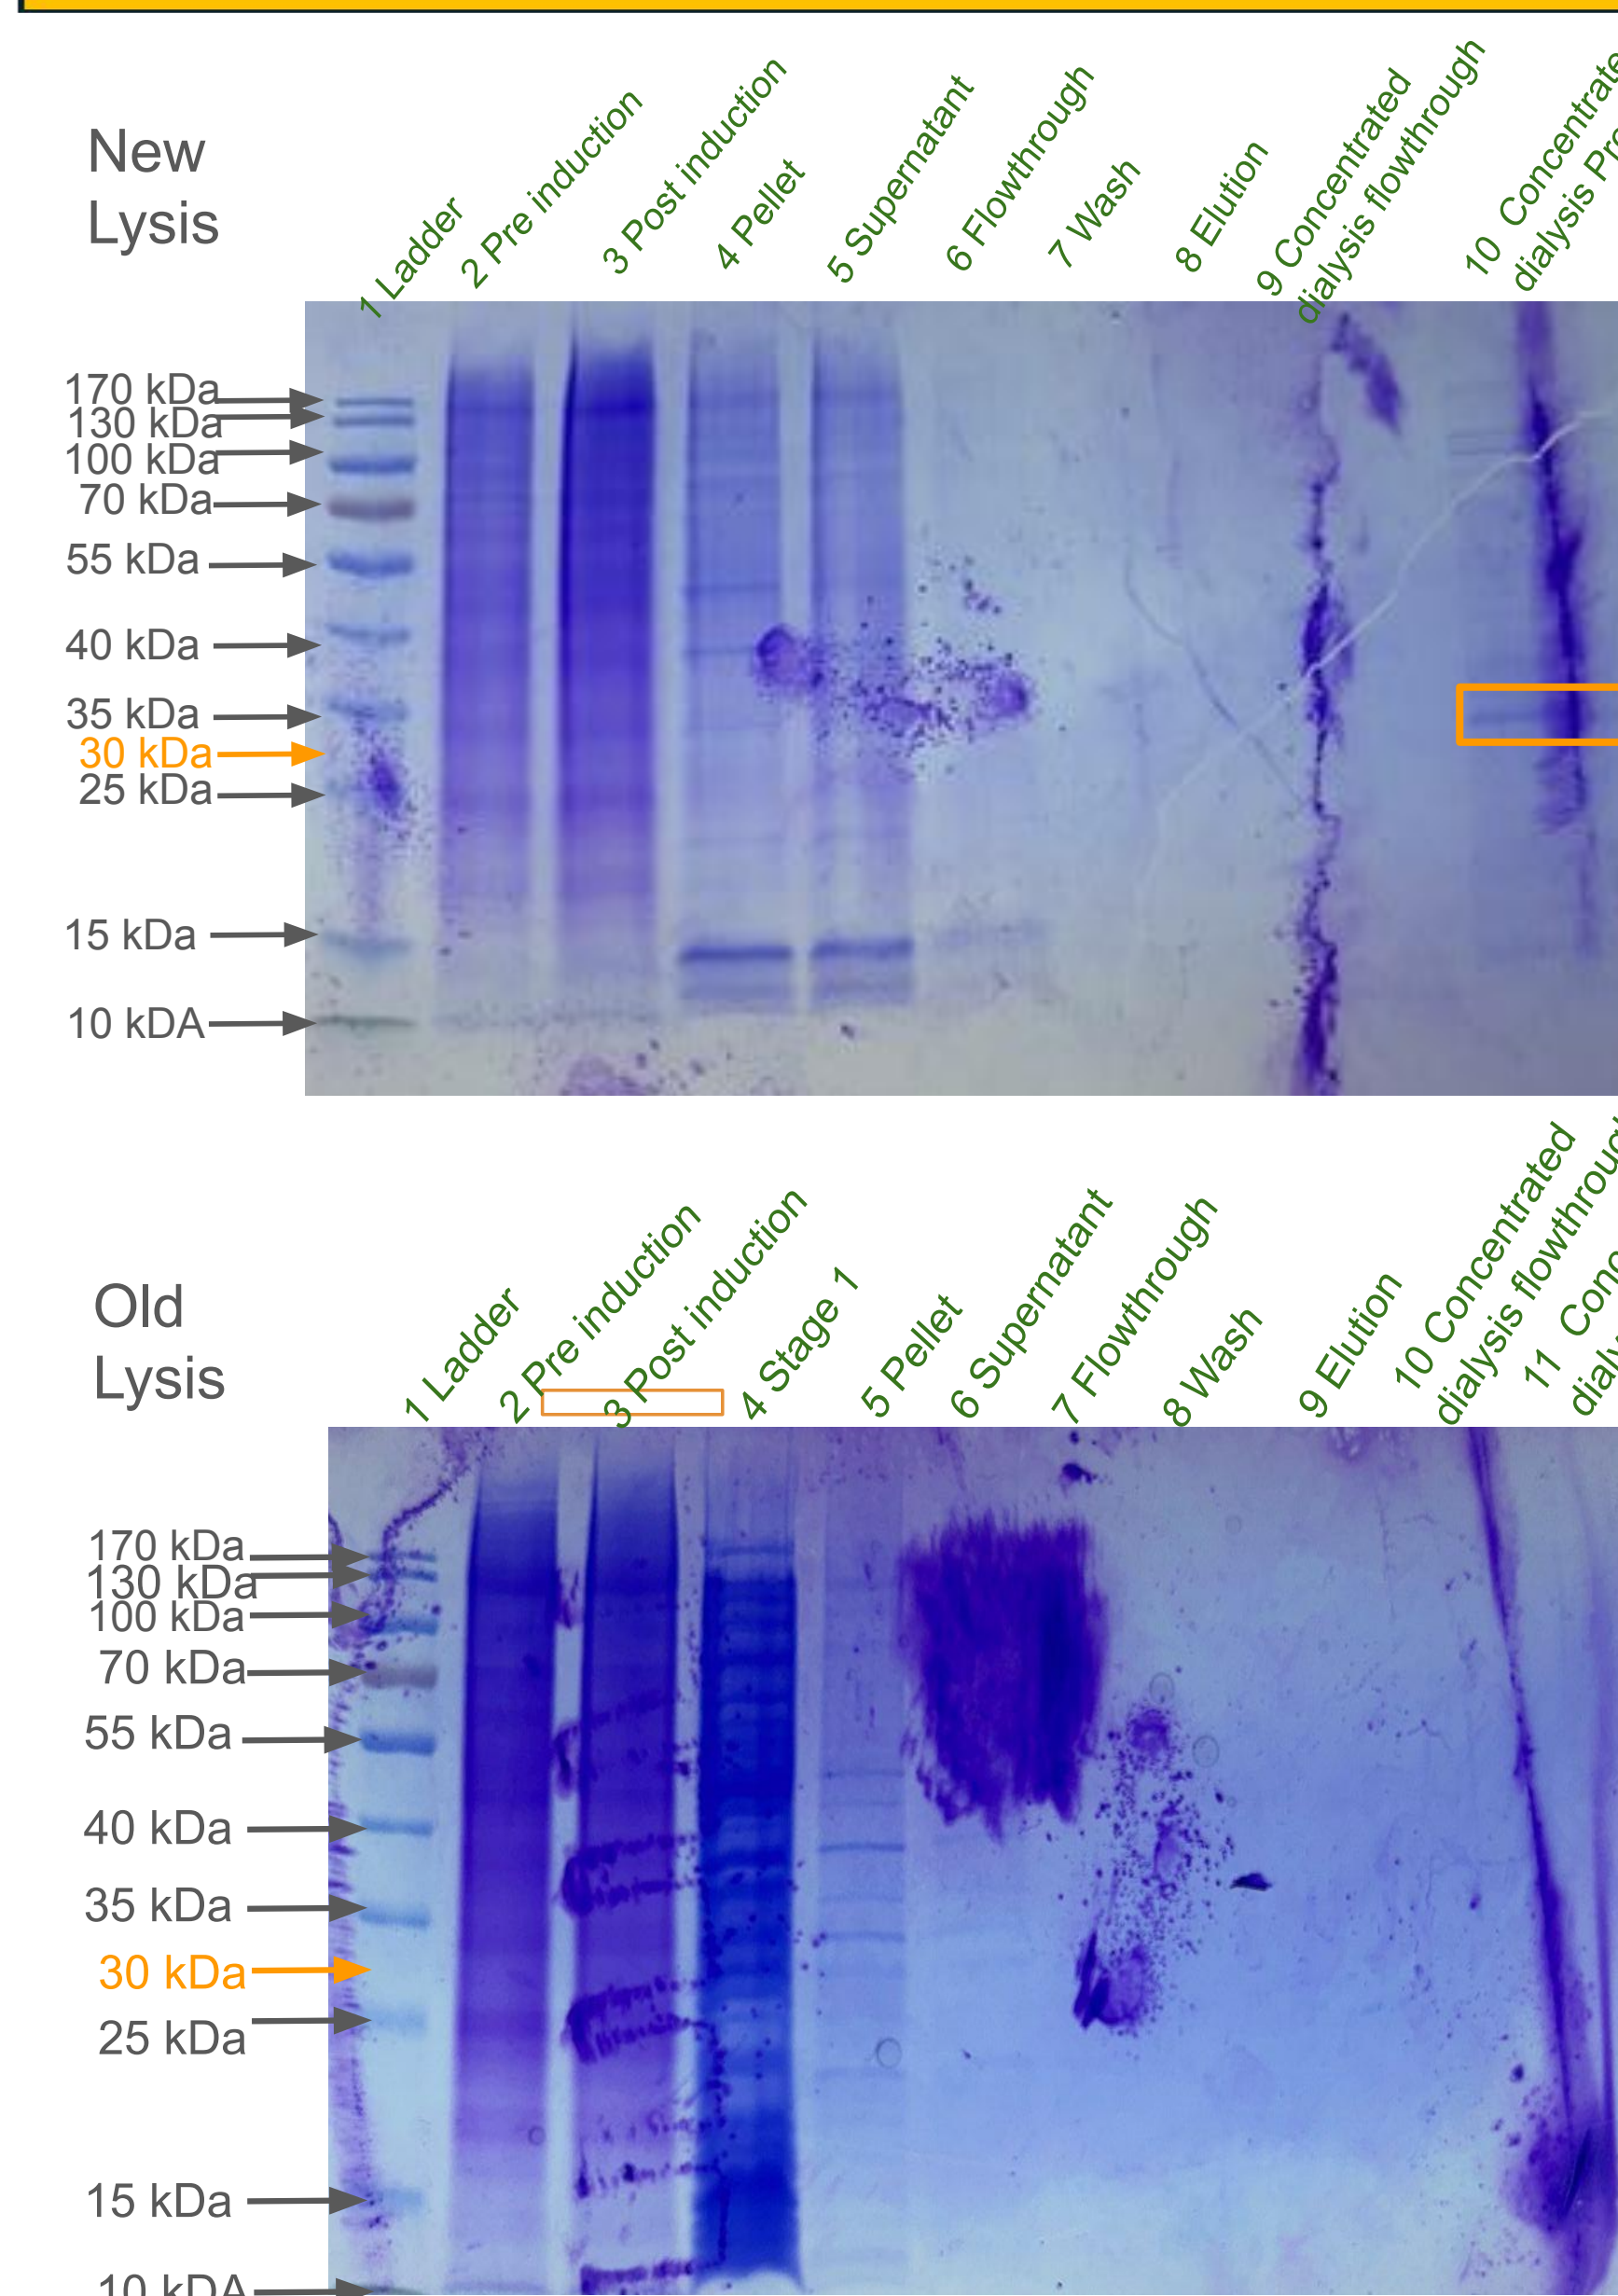 New
Lysis
1 Ladder
2 Pre induction
3 Post induction
4 Pellet
5 Supernatant
6 Flowthrough
7 Wash
8 Elution
9 Concentrated
dialysis flowthrough
10 Concentrate
dialysis Pro
170 kDa
130 kDa
100 kDa
70 kDa
55 kDa
40 kDa
35 kDa
30 kDa
25 kDa
15 kDa
10 kDA
Old
Lysis
1 Ladder
2 Pre induction
3 Post induction
4 Stage 1
5 Pellet
6 Supernatant
7 Flowthrough
8 Wash
9 Elution
10 Concentrated
dialysis flowthrough
11 Conc
dialy
170 kDa
130 kDa
100 kDa
70 kDa
55 kDa
40 kDa
35 kDa
30 kDa
25 kDa
15 kDa
10 kDA